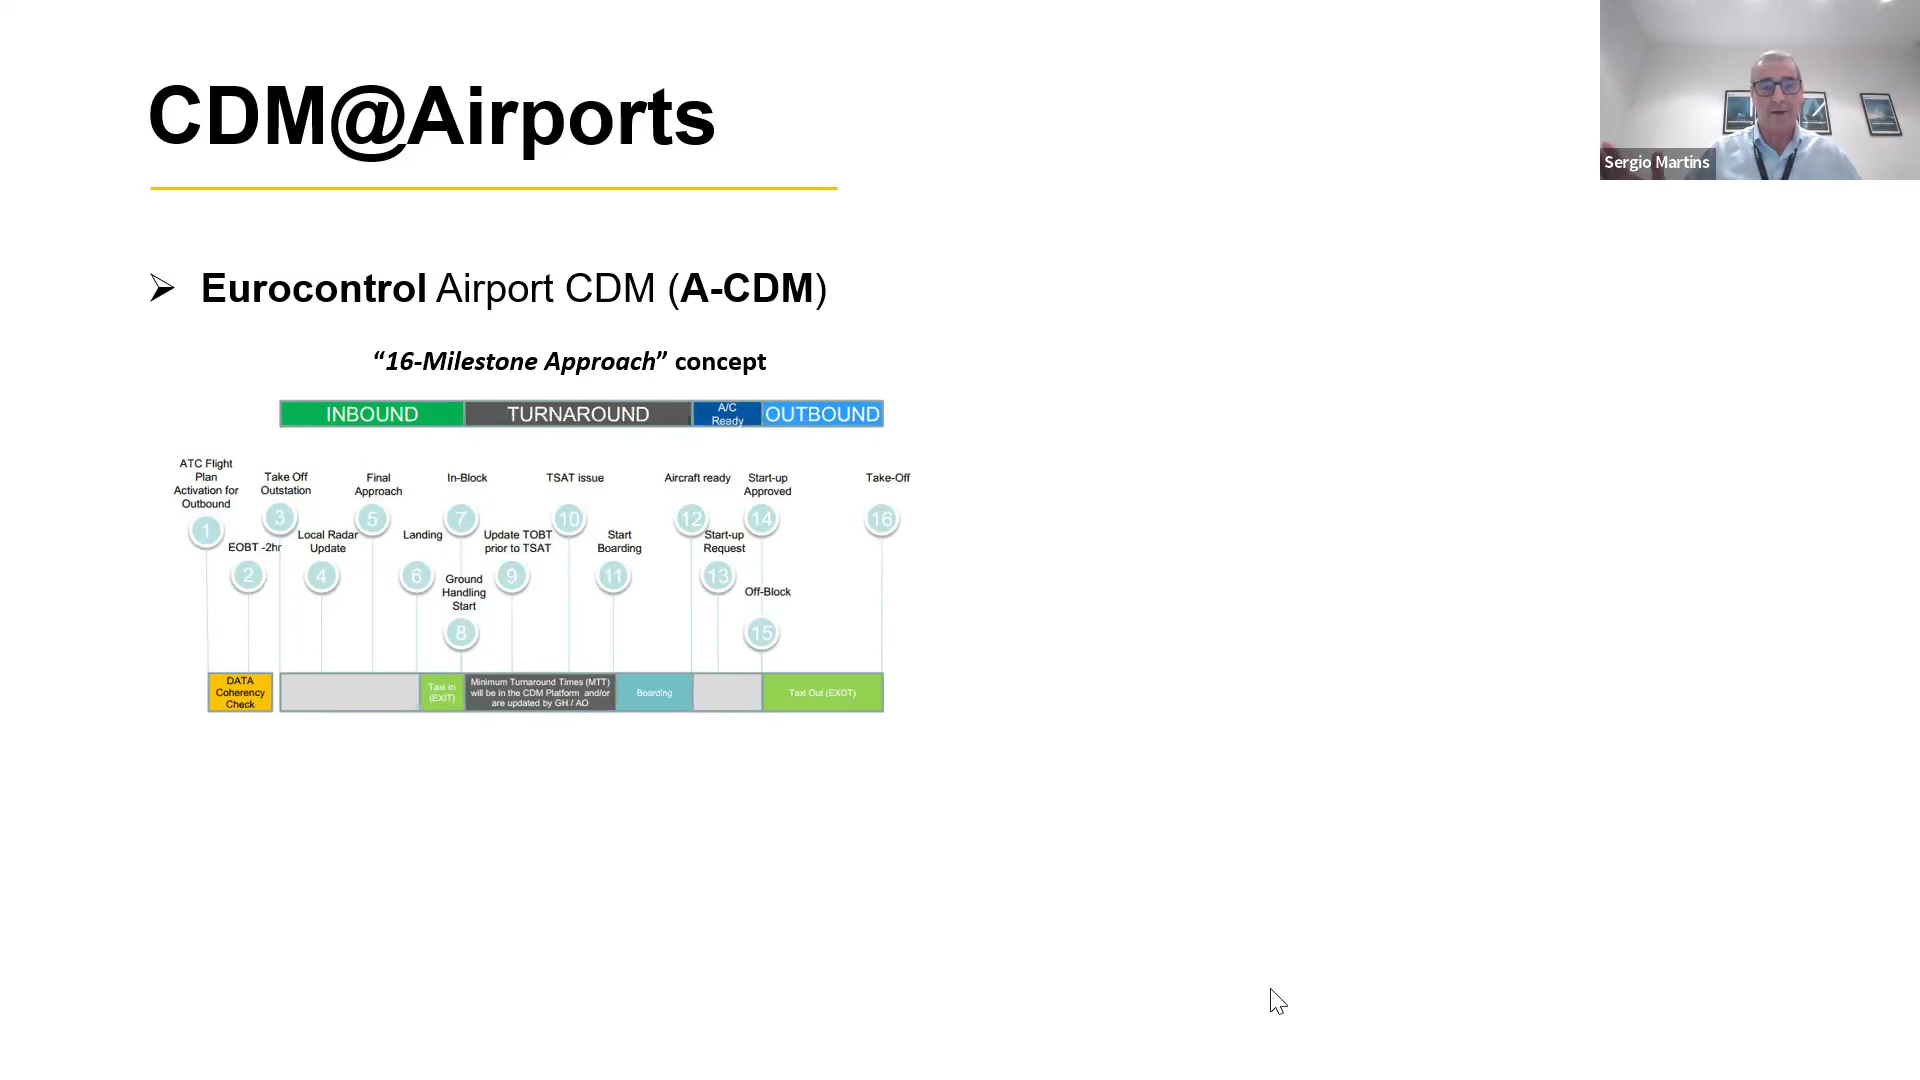 CDM@Airports
Sergio Martins
➢ Eurocontrol Airport CDM (A-CDM)
“16-Milestone Approach” concept
INBOUND
TURNAROUND
A/C
Ready
OUTBOUND
ATC Flight
Plan
Activation for
Outbound
1
EOBT -2hr
2
Take Off
Outstation
3
Local Radar
Update
4
Final
Approach
5
Landing
6
In-Block
7
Ground
Handling
Start
8
Update TOBT
prior to TSAT
9
TSAT issue
10
Start
Boarding
11
Aircraft ready
12
Start-up
Request
13
Start-up
Approved
14
Off-Block
15
Take-Off
16
DATA
Coherency
Check
Taxi In
(EXIT)
Minimum Turnaround Times (MTT)
will be in the CDM Platform and/or
are updated by GH / AO
Boarding
Taxi Out (EXOT)